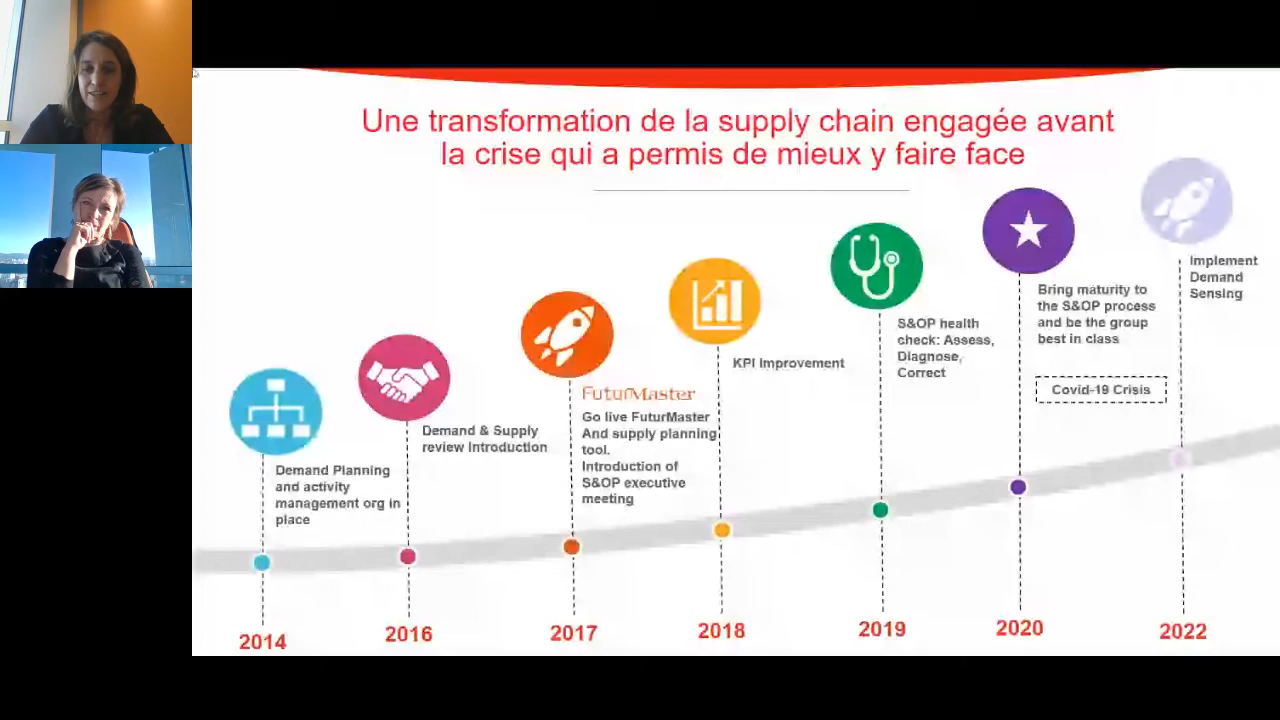 Une transformation de la supply chain engagée avant
la crise qui a permis de mieux y faire face
Demand Planning
and activity
management org in
place
Demand & Supply
review Introduction
FuturMaster
Go live FuturMaster
And supply planning
tool.
Introduction of
S&OP executive
meeting
KPI Improvement
S&OP health
check: Assess,
Diagnose,
Correct
Bring maturity to
the S&OP process
and be the group
best in class
Covid-19 Crisis
Implement
Demand
Sensing
2014
2016
2017
2018
2019
2020
2022